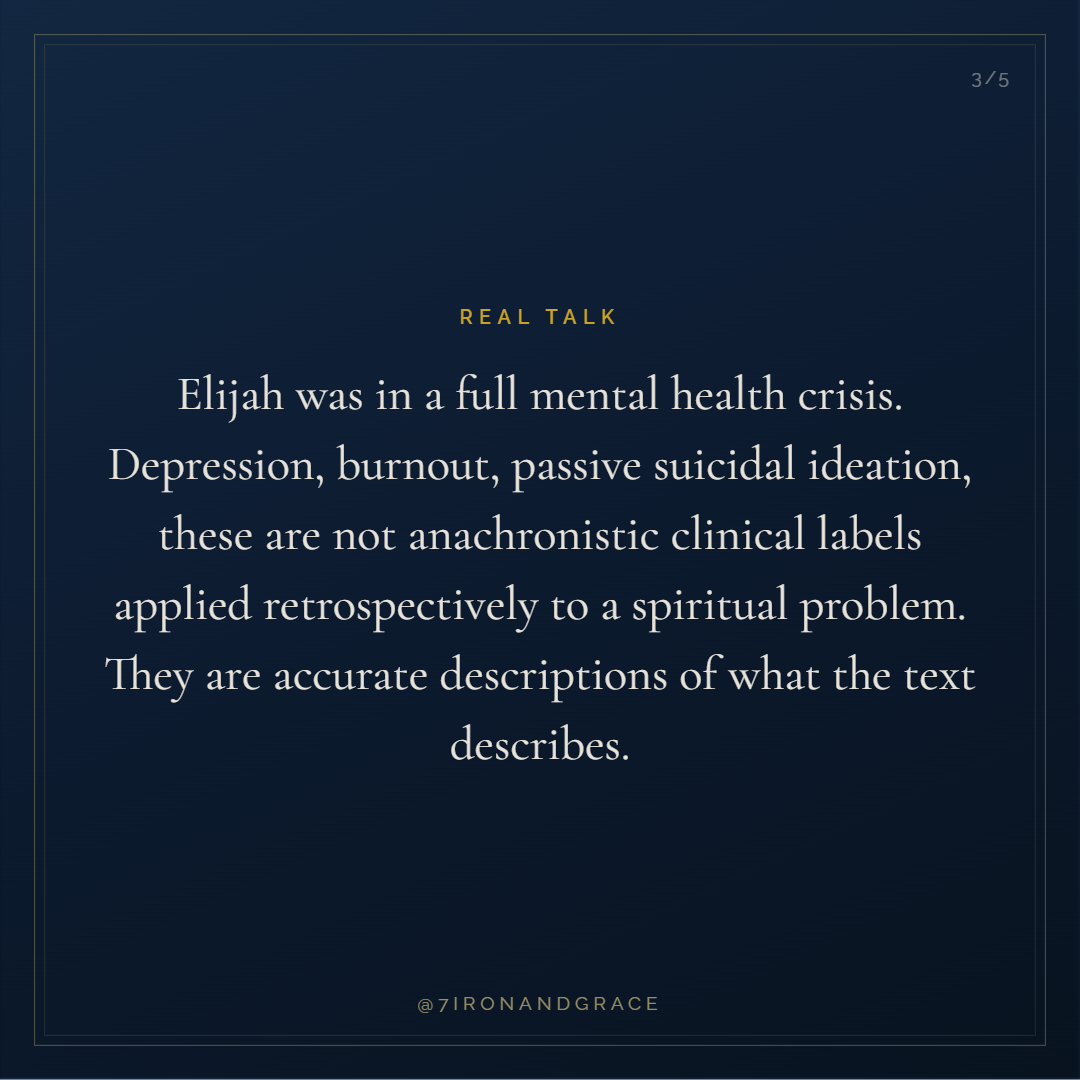 3/5
REAL TALK
Elijah was in a full mental health crisis.
Depression, burnout, passive suicidal ideation,
these are not anachronistic clinical labels
applied retrospectively to a spiritual problem.
They are accurate descriptions of what the text
describes.
@7IRONANDGRACE